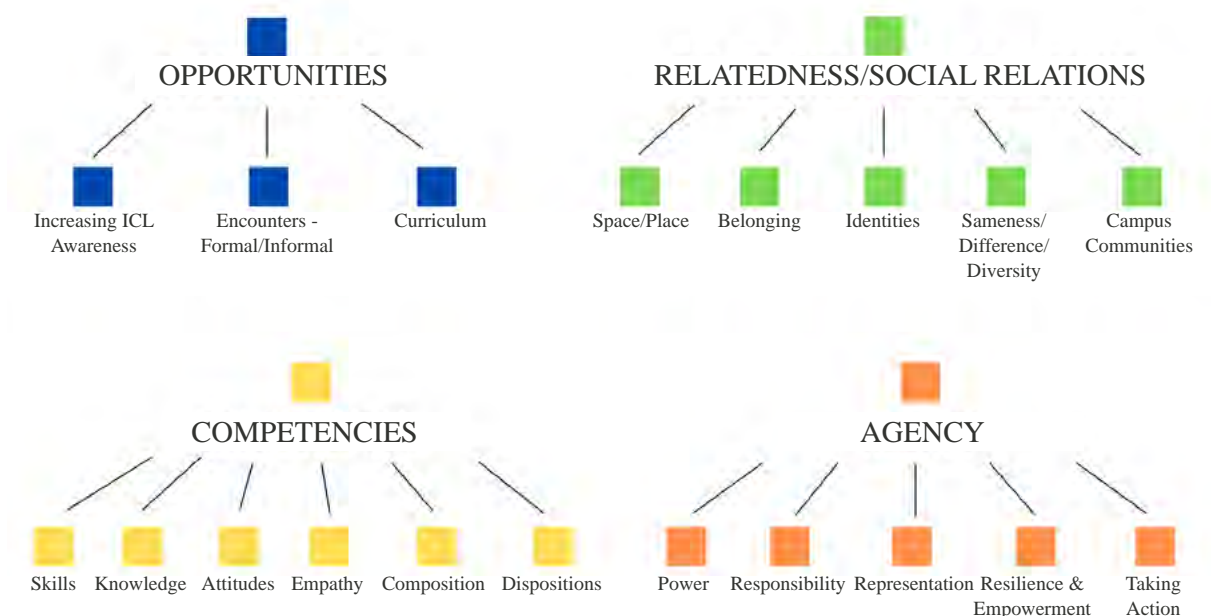 OPPORTUNITIES
Increasing ICL
Awareness
Encounters -
Formal/Informal
Curriculum
RELATEDNESS/SOCIAL RELATIONS
Space/Place
Belonging
Identities
Sameness/
Difference/
Diversity
Campus
Communities
COMPETENCIES
Skills
Knowledge
Attitudes
Empathy
Composition
Dispositions
AGENCY
Power
Responsibility
Representation
Resilience &
Empowerment
Taking
Action